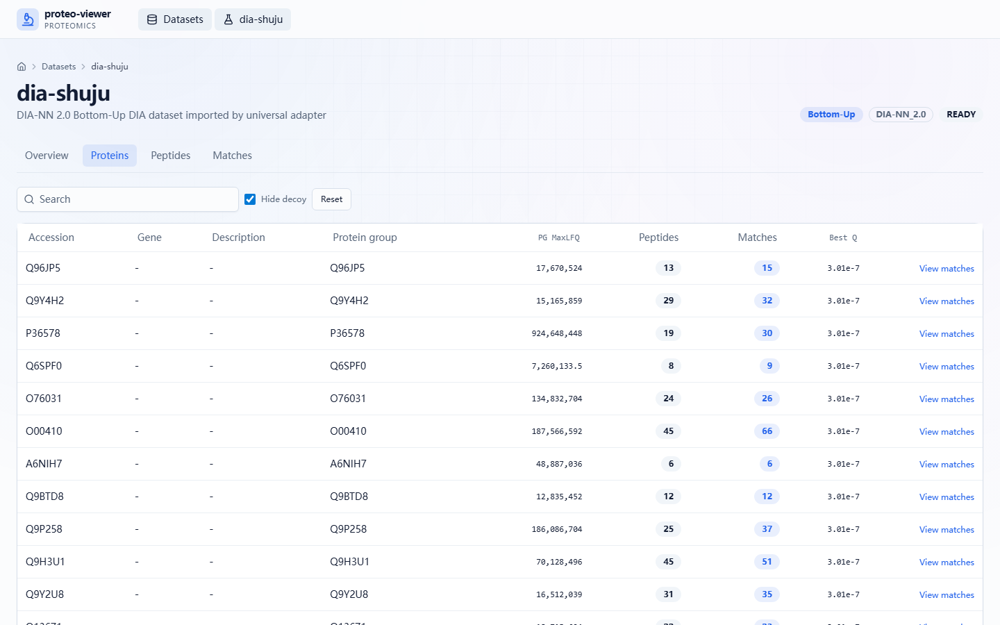 proteo-viewer
PROTEOMICS
Datasets
dia-shuju
Datasets
dia-shuju
dia-shuju
DIA-NN 2.0 Bottom-Up DIA dataset imported by universal adapter
Bottom-Up
DIA-NN_2.0
READY
Overview
Proteins
Peptides
Matches
Search
Hide decoy
Reset
Accession Gene Description Protein group PG MaxLFQ Peptides Matches Best Q
Q96JP5 - - Q96JP5 17,670,524 13 15 3.01e-7 View matches
Q9Y4H2 - - Q9Y4H2 15,165,859 29 32 3.01e-7 View matches
P36578 - - P36578 924,648,448 19 30 3.01e-7 View matches
Q6SPF0 - - Q6SPF0 7,260,133.5 8 9 3.01e-7 View matches
O76031 - - O76031 134,832,704 24 26 3.01e-7 View matches
O00410 - - O00410 187,566,592 45 66 3.01e-7 View matches
A6NIH7 - - A6NIH7 48,887,036 6 6 3.01e-7 View matches
Q9BTD8 - - Q9BTD8 12,835,452 12 12 3.01e-7 View matches
Q9P258 - - Q9P258 186,086,704 25 37 3.01e-7 View matches
Q9H3U1 - - Q9H3U1 70,128,496 45 51 3.01e-7 View matches
Q9Y2U8 - - Q9Y2U8 16,512,039 31 35 3.01e-7 View matches